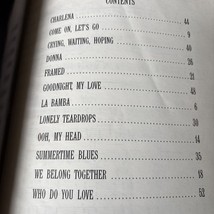 CONTENTS
CHARLENA 44
COME ON, LET'S GO 9
CRYING, WAITING, HOPING 40
DONNA 26
FRAMED 21
GOODNIGHT MY LOVE 48
LA BAMBA 6
LONELY TEARDROPS 30
OOH, MY HEAD 14
SUMMERTIME BLUES 35
WE BELONG TOGETHER 18
WHO DO YOU LOVE 52